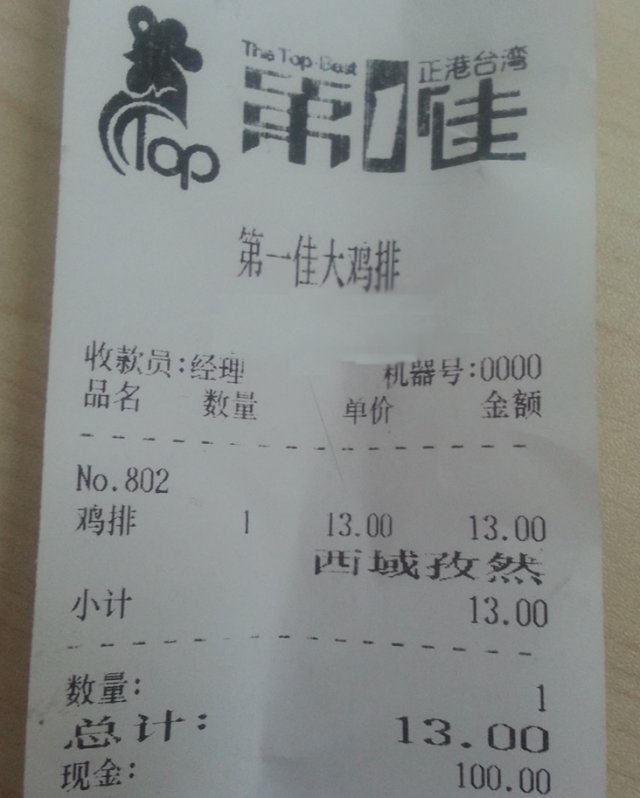 The Top Best 正港台湾
Top 第1佳
第一佳大鸡排
收款员:经理 机器号:0000
品名 数量 单价 金额
No.802
鸡排 1 13.00 13.00
西域孜然
小计 13.00
数量: 1
总计: 13.00
现金: 100.00